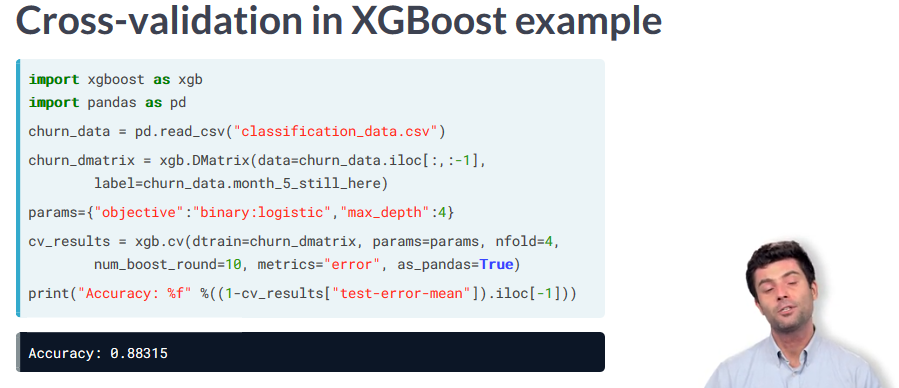 Cross-validation in XGBoost example
import xgboost as xgb
import pandas as pd
churn_data = pd.read_csv("classification_data.csv")
churn_dmatrix = xgb.DMatrix(data=churn_data.iloc[:,:-1],
label=churn_data.month_5_still_here)
params={"objective":"binary:logistic","max_depth":4}
cv_results = xgb.cv(dtrain=churn_dmatrix, params=params, nfold=4,
num_boost_round=10, metrics="error", as_pandas=True)
print("Accuracy: %f" %((1-cv_results["test-error-mean"]).iloc[-1]))
Accuracy: 0.88315